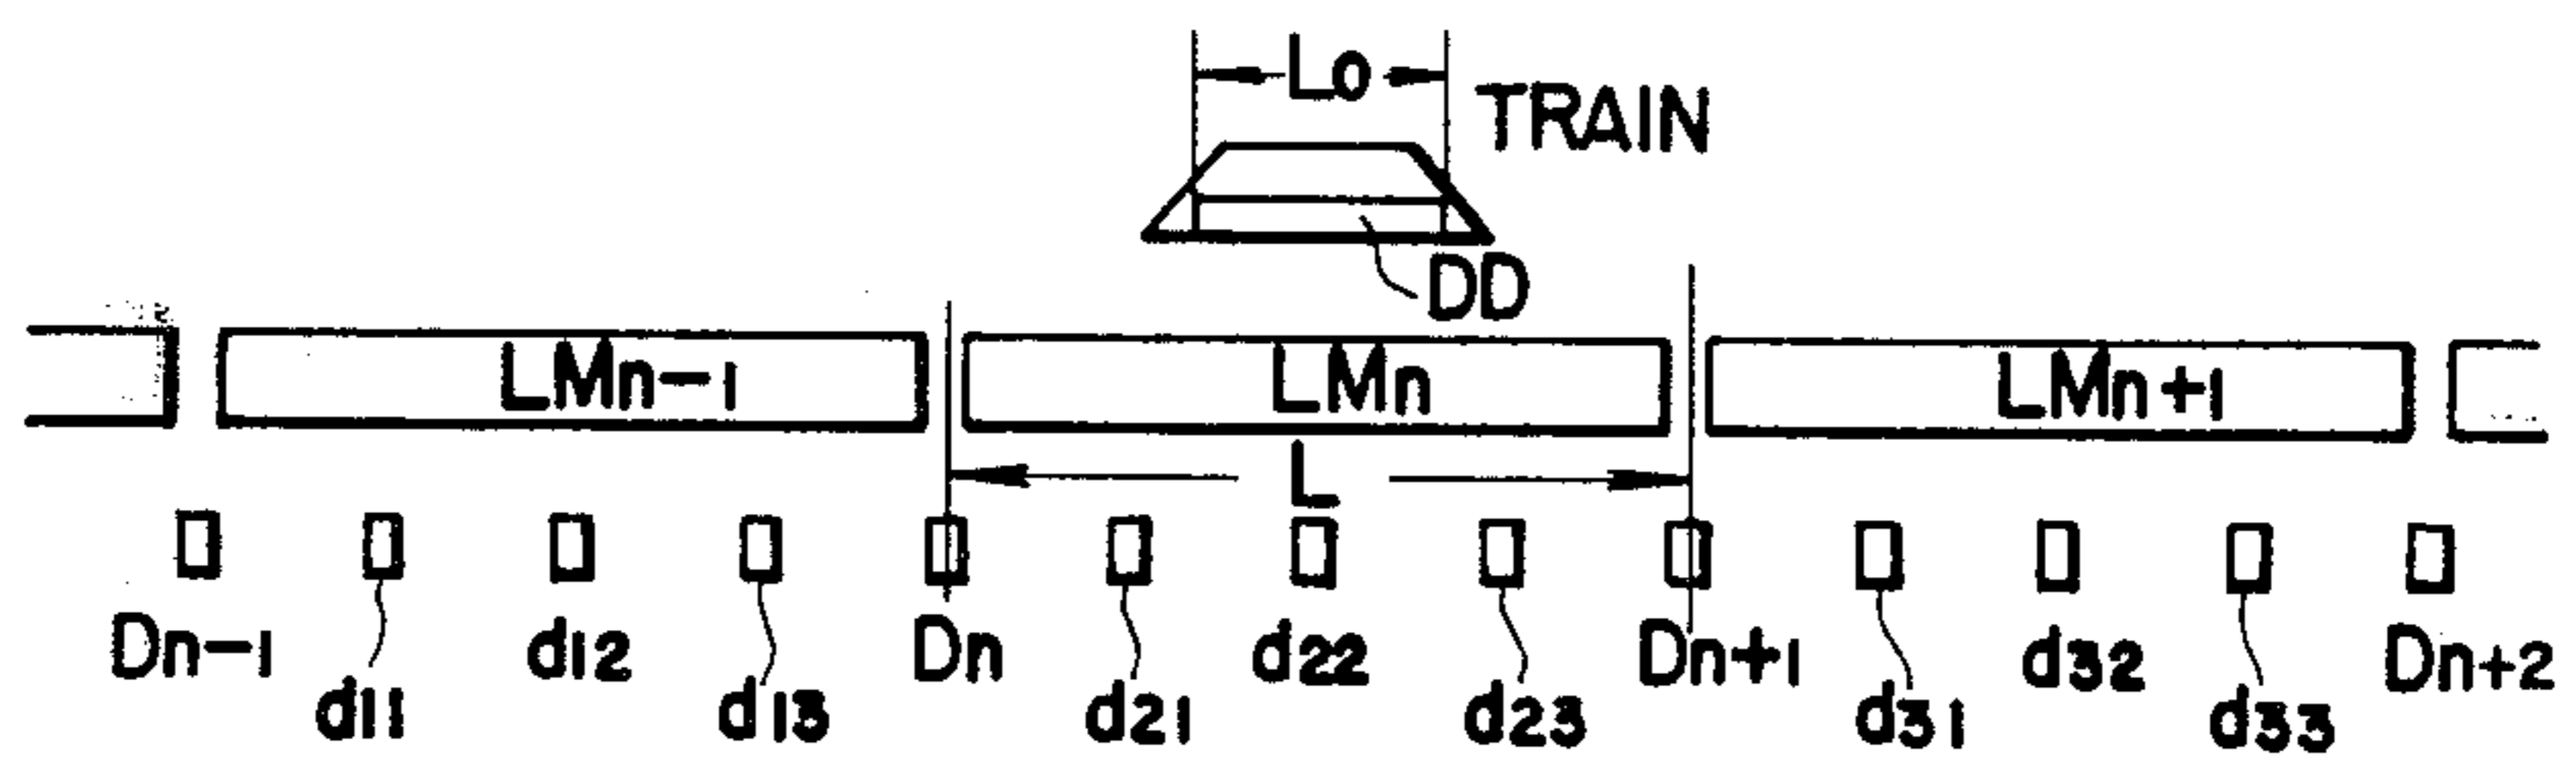 Lo
TRAIN
DD
LMn-1 LMn LMn+1
L
Dn-1 d12 Dn d22 Dn+1 d32 Dn+2
d11 d13 d21 d23 d31 d33